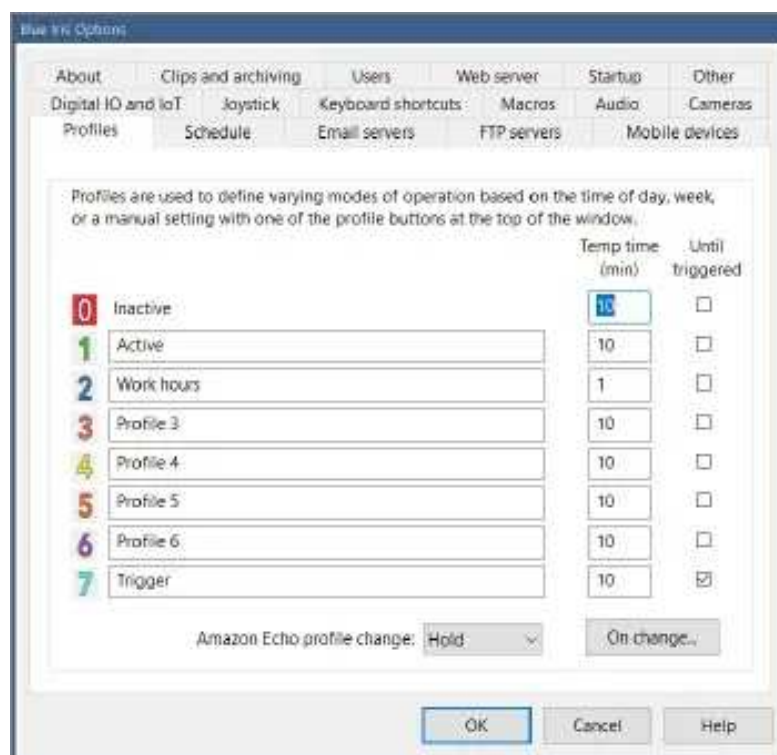 Blue Iris Options
About Clips and archiving Users Web server Startup Other
Digital IO and IoT Joystick Keyboard shortcuts Macros Audio Cameras
Profiles Schedule Email servers FTP servers Mobile devices
Profiles are used to define varying modes of operation based on the time of day, week,
or a manual setting with one of the profile buttons at the top of the window.
Temp time Until
(min) triggered
0 Inactive 10
1 Active 10
2 Work hours 1
3 Profile 3 10
4 Profile 4 10
5 Profile 5 10
6 Profile 6 10
7 Trigger 10
Amazon Echo profile change: Hold On change...
OK Cancel Help